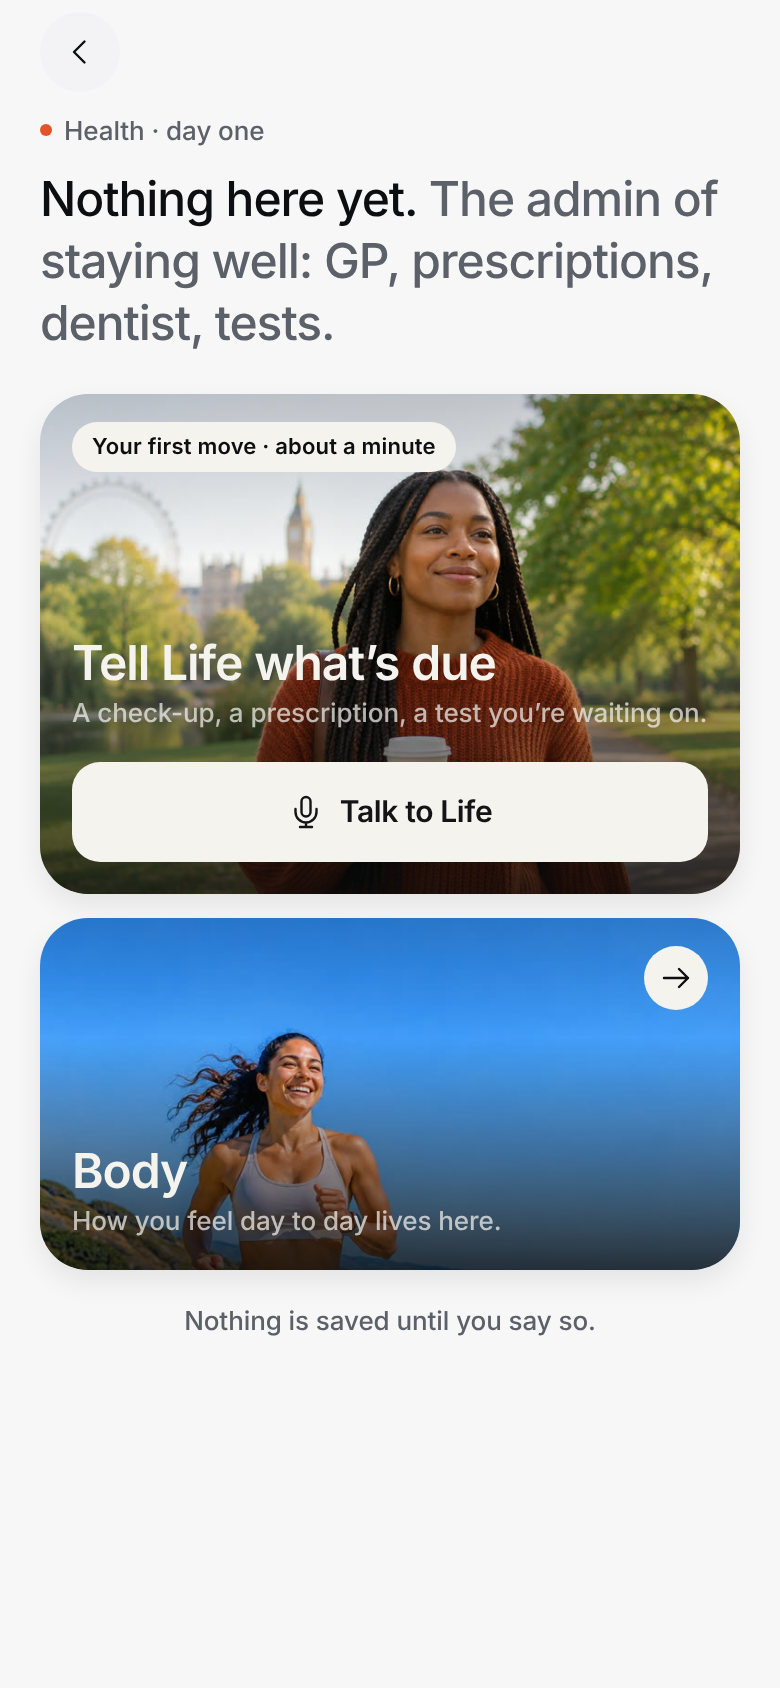 Health · day one
Nothing here yet. The admin of
staying well: GP, prescriptions,
dentist, tests.
Your first move · about a minute
Tell Life what’s due
A check-up, a prescription, a test you’re waiting on.
Talk to Life
Body
How you feel day to day lives here.
Nothing is saved until you say so.